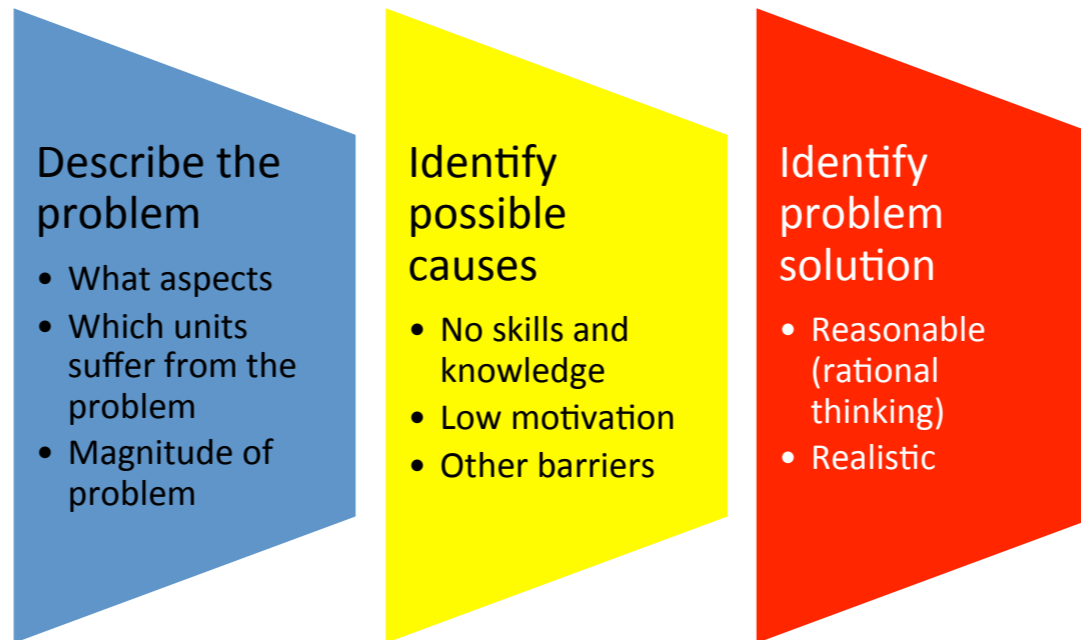 Describe the
problem
• What aspects
• Which units
suffer from the
problem
• Magnitude of
problem
Identify
possible
causes
• No skills and
knowledge
• Low motivation
• Other barriers
Identify
problem
solution
• Reasonable
(rational
thinking)
• Realistic